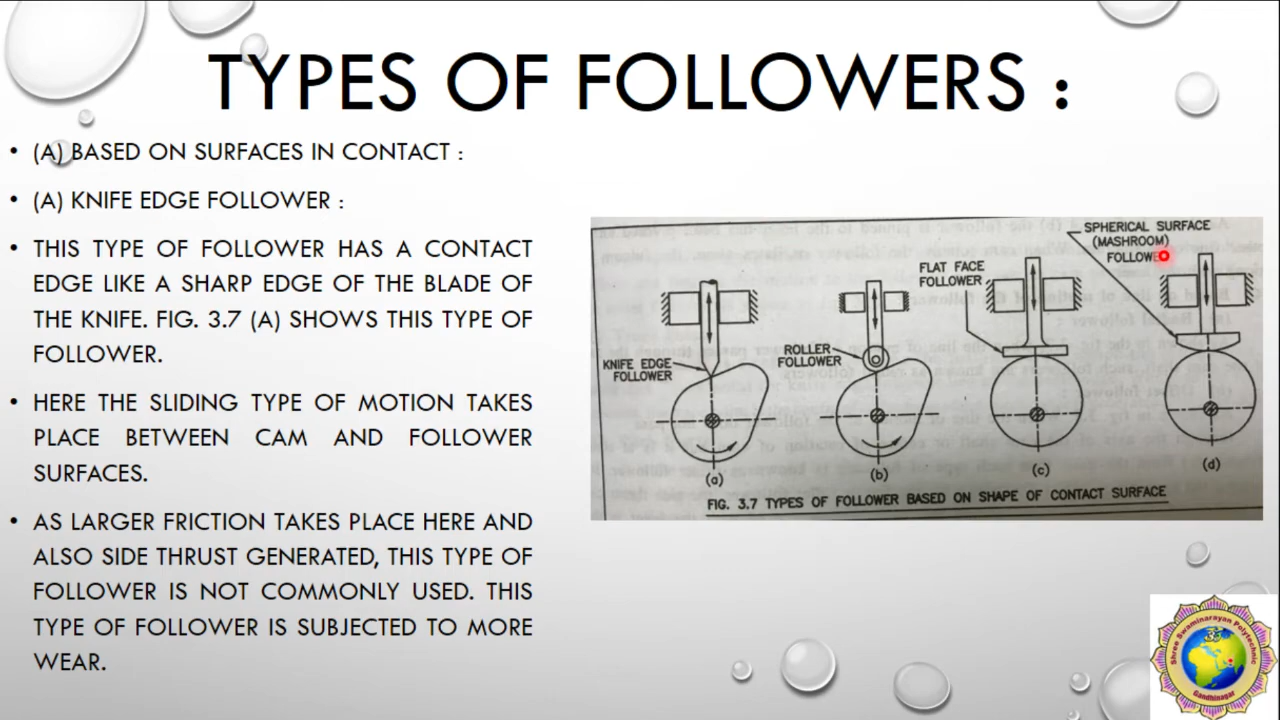 TYPES OF FOLLOWERS :
• (A) BASED ON SURFACES IN CONTACT :
• (A) KNIFE EDGE FOLLOWER :
• THIS TYPE OF FOLLOWER HAS A CONTACT
EDGE LIKE A SHARP EDGE OF THE BLADE OF
THE KNIFE. FIG. 3.7 (A) SHOWS THIS TYPE OF
FOLLOWER.
• HERE THE SLIDING TYPE OF MOTION TAKES
PLACE BETWEEN CAM AND FOLLOWER
SURFACES.
• AS LARGER FRICTION TAKES PLACE HERE AND
ALSO SIDE THRUST GENERATED, THIS TYPE OF
FOLLOWER IS NOT COMMONLY USED. THIS
TYPE OF FOLLOWER IS SUBJECTED TO MORE
WEAR.
KNIFE EDGE
FOLLOWER
(a)
ROLLER
FOLLOWER
(b)
FLAT FACE
FOLLOWER
(c)
SPHERICAL SURFACE
(MASHROOM)
FOLLOWE
(d)
FIG. 3.7 TYPES OF FOLLOWER BASED ON SHAPE OF CONTACT SURFACE
Shree Swaminarayan Polytechnic
Gandhinagar